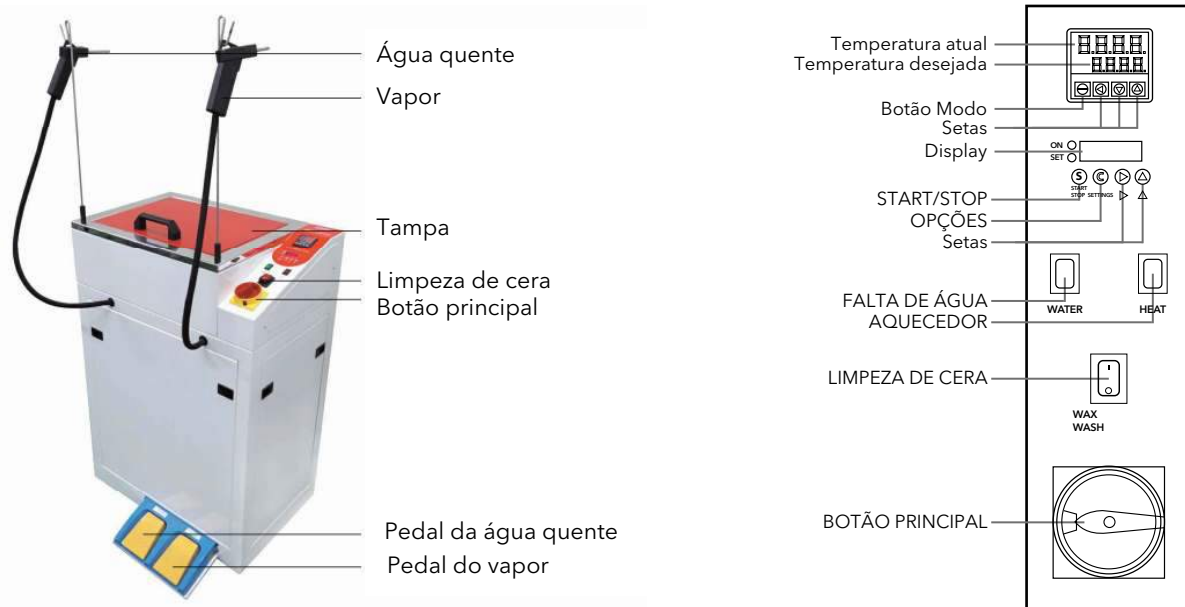 Água quente
Vapor
Tampa
Limpeza de cera
Botão principal
Pedal da água quente
Pedal do vapor
Temperatura atual
Temperatura desejada
Botão Modo
Setas
Display
ON
SET
S
C
START
STOP
SETTINGS
START/STOP
OPÇÕES
Setas
FALTA DE ÁGUA
WATER
AQUECEDOR
HEAT
LIMPEZA DE CERA
WAX
WASH
BOTÃO PRINCIPAL